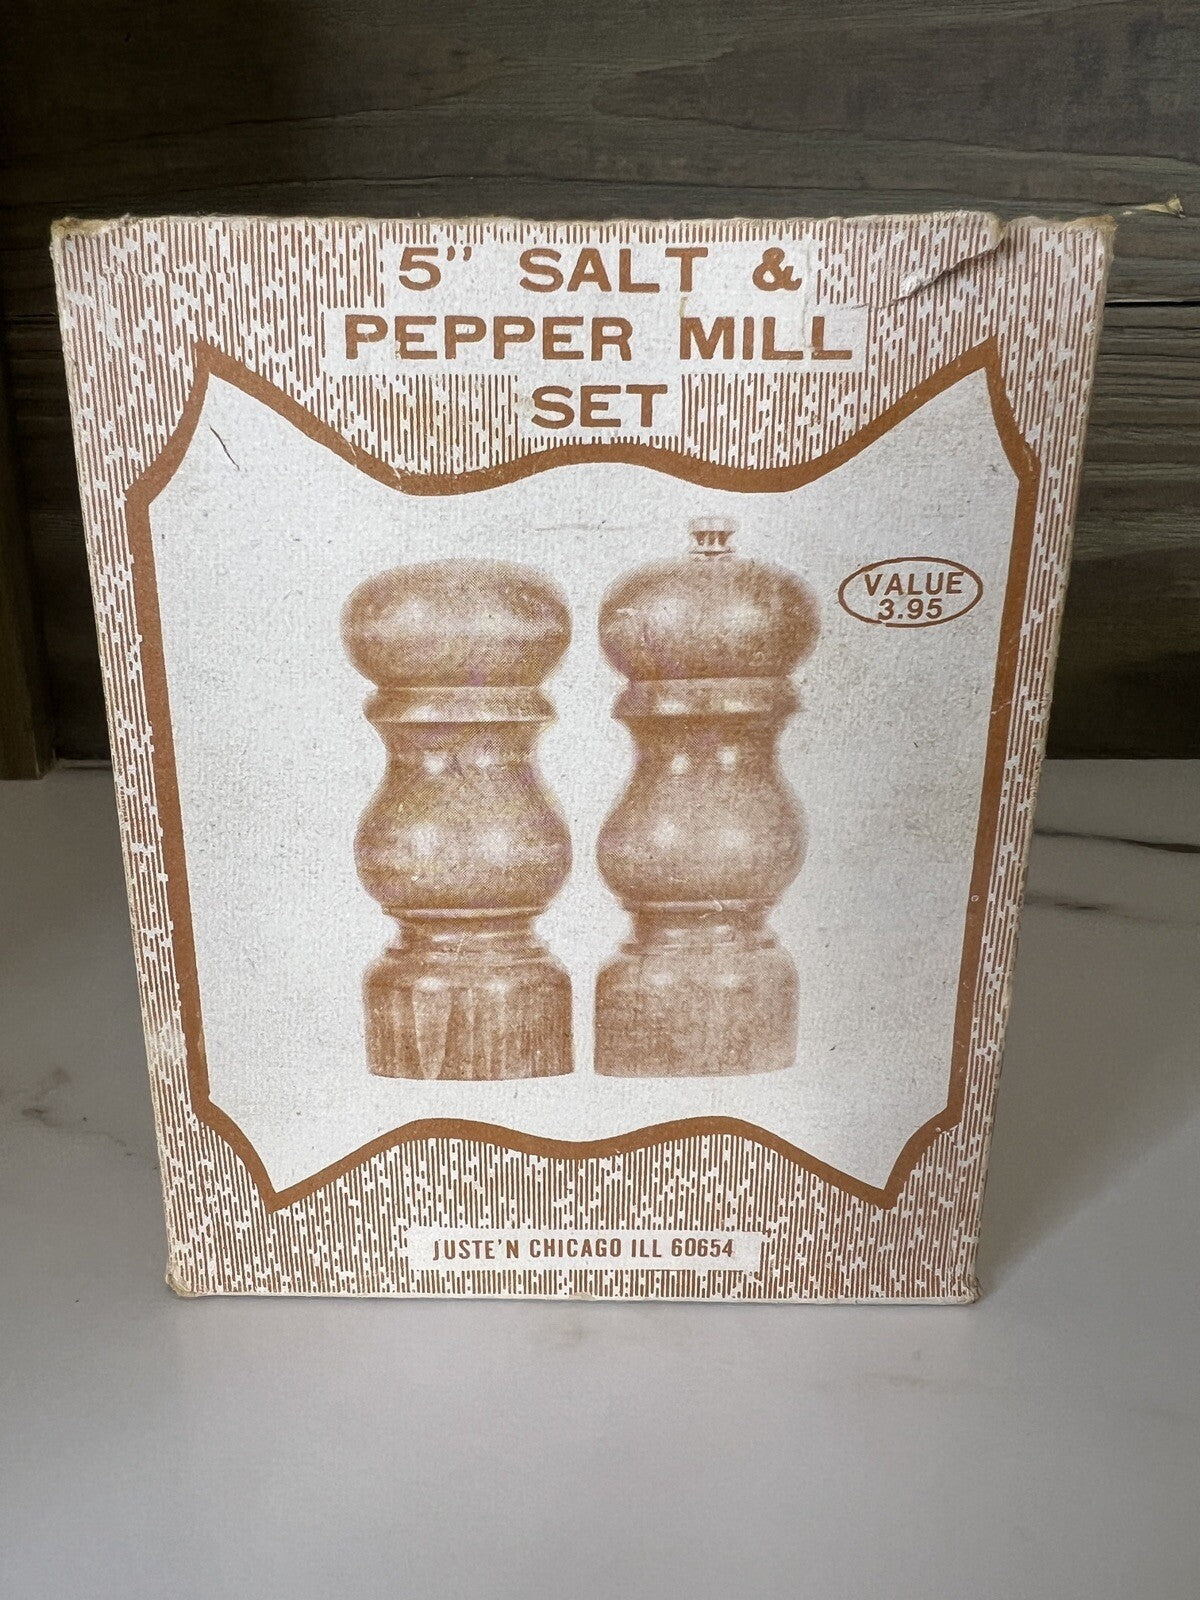 5" SALT &
PEPPER MILL
SET
VALUE
3.95
JUSTE'N CHICAGO ILL 60654